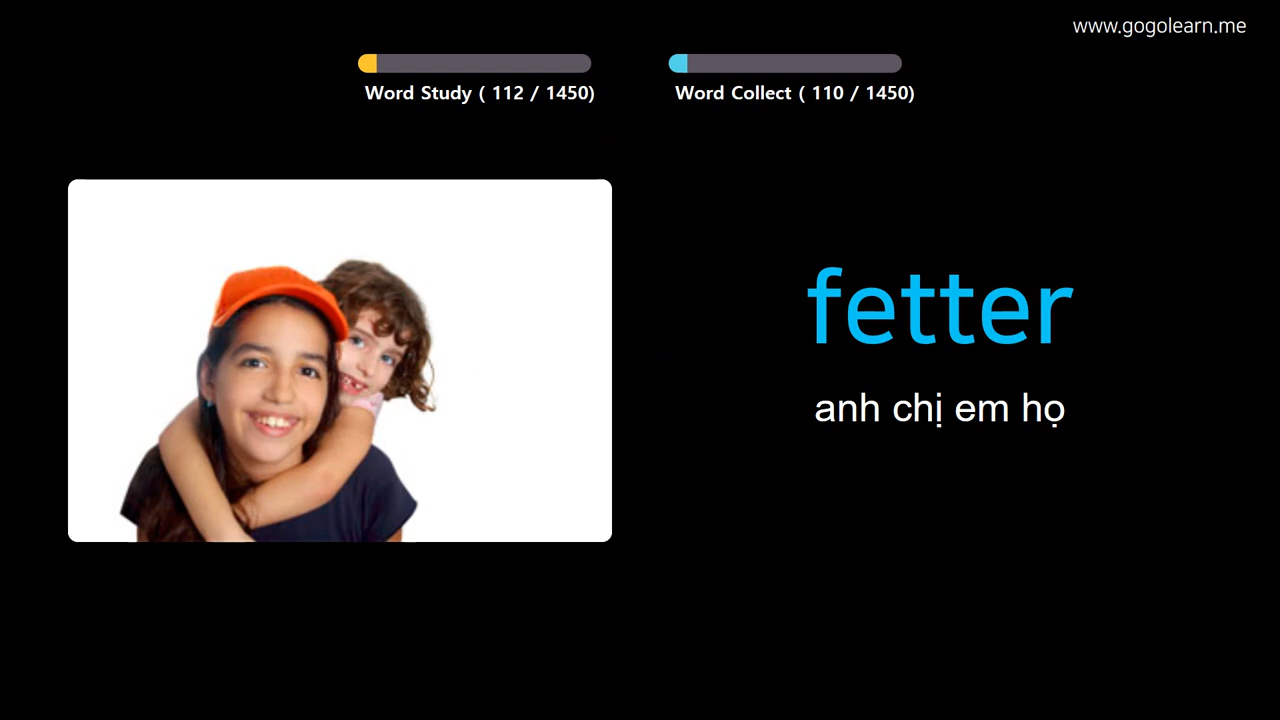 www.gogolearn.me
Word Study ( 112 / 1450)
Word Collect ( 110 / 1450)
fetter
anh chị em họ